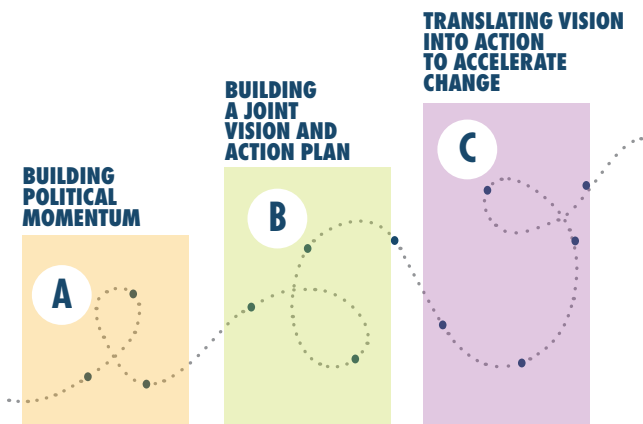 BUILDING
POLITICAL
MOMENTUM
A
BUILDING
A JOINT
VISION AND
ACTION PLAN
B
TRANSLATING VISION
INTO ACTION
TO ACCELERATE
CHANGE
C